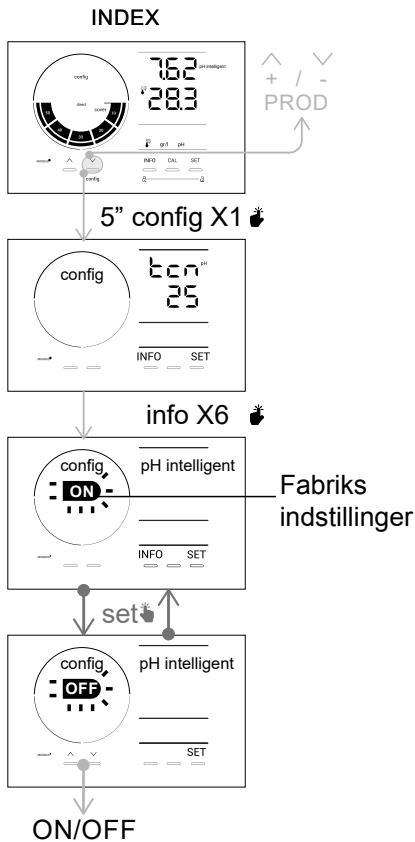 INDEX
config
direct
cover
7.62 pH intelligent
28.3
gr/l pH
INFO CAL SET
config
+ / -
PROD
5” config X1
config
tcn pH
25
INFO SET
info X6
config
pH intelligent
ON
Fabriks
indstillinger
INFO SET
set
config
pH intelligent
OFF
SET
ON/OFF